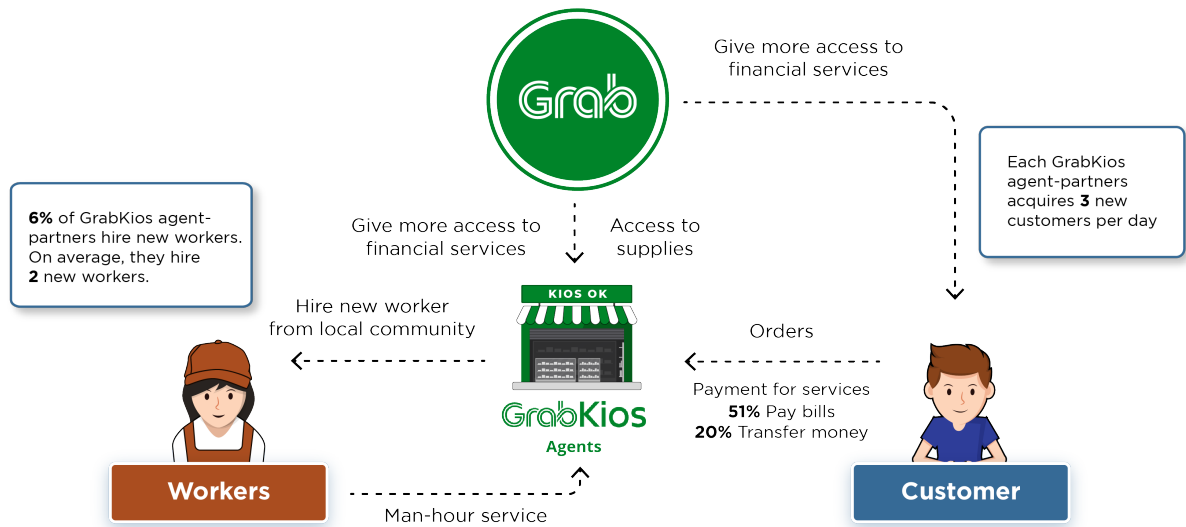 Grab
Give more access to
financial services
Each GrabKios
agent-partners
acquires 3 new
customers per day
6% of GrabKios agent-
partners hire new workers.
On average, they hire
2 new workers.
Give more access to
financial services
Access to
supplies
KIOS OK
Hire new worker
from local community
Orders
Payment for services
51% Pay bills
20% Transfer money
GrabKios
Agents
Workers
Customer
Man-hour service